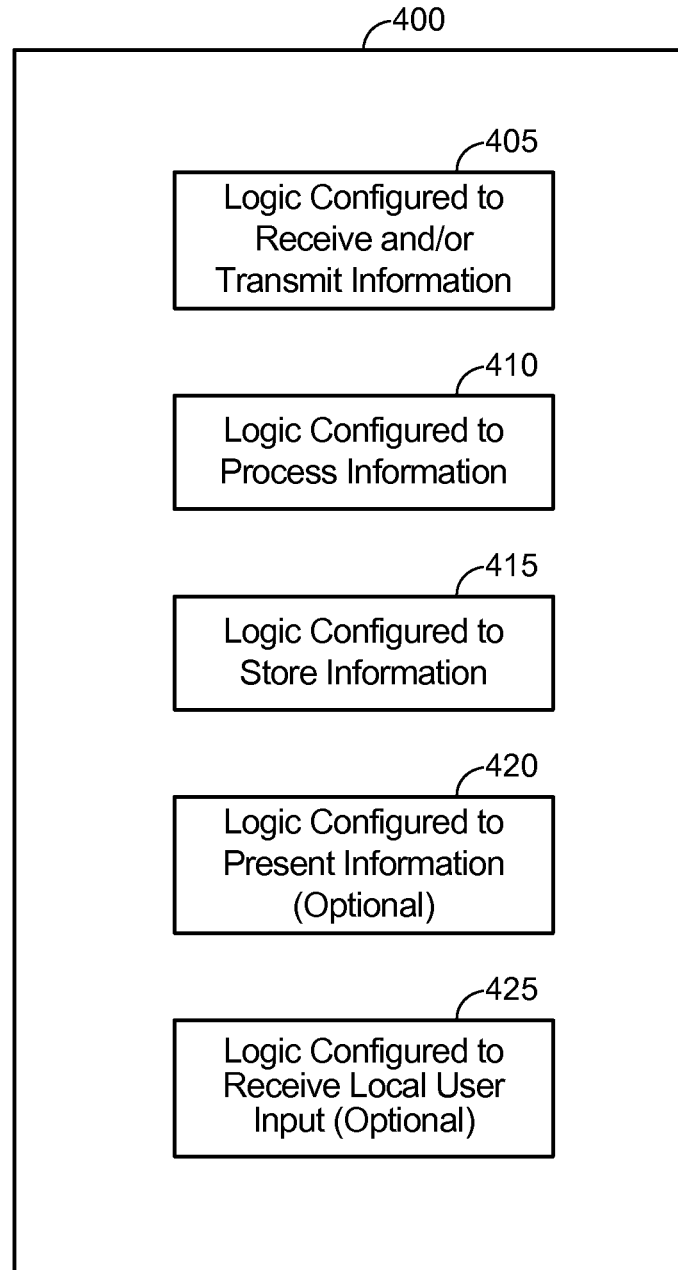 400
405
Logic Configured to
Receive and/or
Transmit Information
410
Logic Configured to
Process Information
415
Logic Configured to
Store Information
420
Logic Configured to
Present Information
(Optional)
425
Logic Configured to
Receive Local User
Input (Optional)